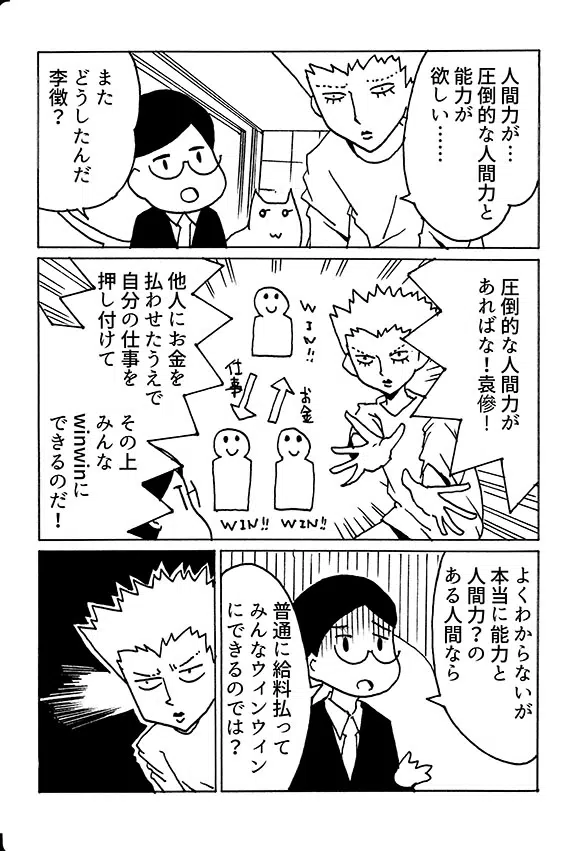 人間力が…
圧倒的な人間力と
能力が
欲しい……
また
どうしたんだ
李徴?
圧倒的な人間力が
あればな!袁傪!
WIN!!
仕事
お金
WIN!!
WIN!!
他人にお金を
払わせたうえで
自分の仕事を
押し付けて
その上
みんな
winwinに
できるのだ!
よくわからないが
本当に能力と
人間力?の
ある人間なら
普通に給料払って
みんなウィンウィン
にできるのでは?